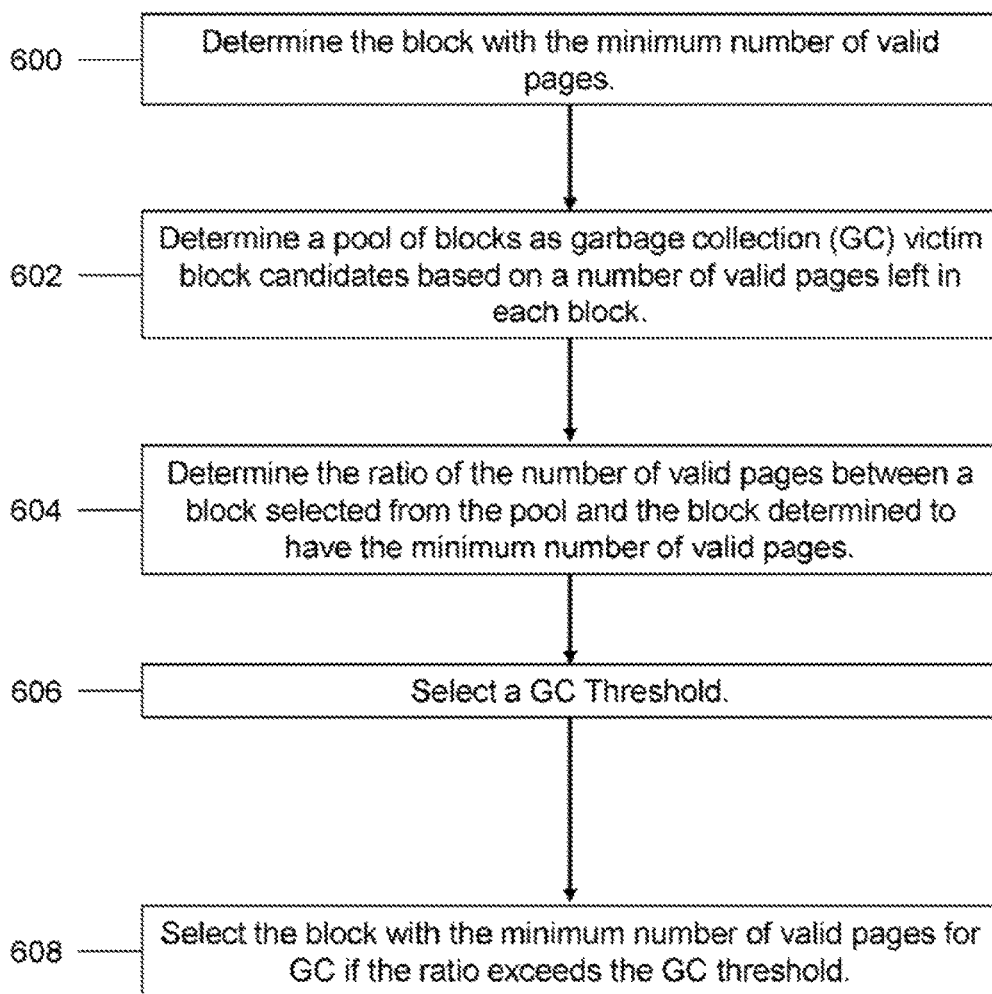 600
Determine the block with the minimum number of valid
pages.
602
Determine a pool of blocks as garbage collection (GC) victim
block candidates based on a number of valid pages left in
each block.
604
Determine the ratio of the number of valid pages between a
block selected from the pool and the block determined to
have the minimum number of valid pages.
606
Select a GC Threshold.
608
Select the block with the minimum number of valid pages for
GC if the ratio exceeds the GC threshold.